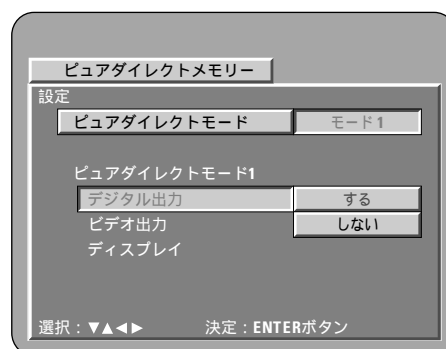 ピュアダイレクトメモリー
設定
ピュアダイレクトモード モード1
ピュアダイレクトモード1
デジタル出力 する
ビデオ出力 しない
ディスプレイ
選択：▼▲◀▶ 決定：ENTERボタン